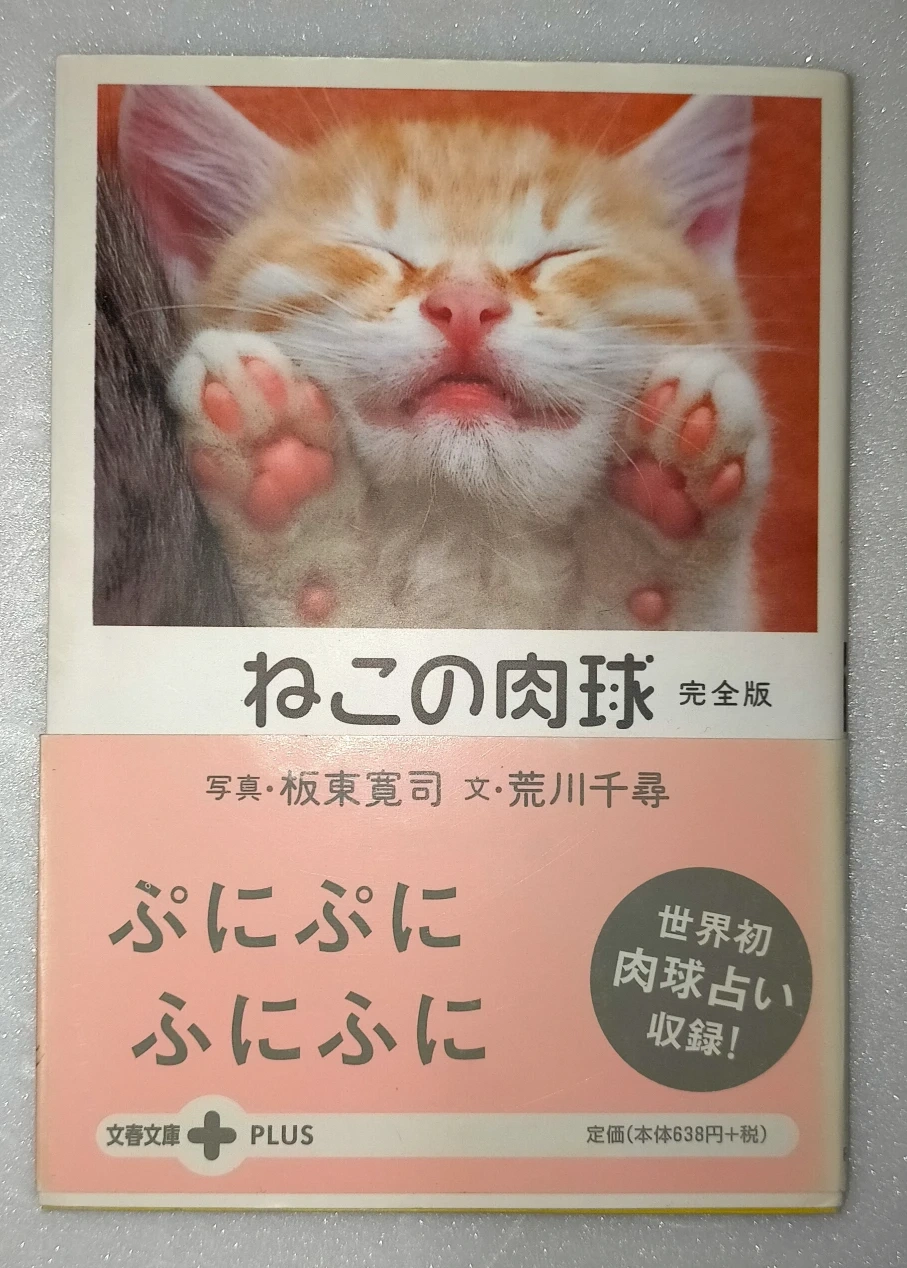 ねこの肉球 完全版
写真・板東寛司 文・荒川千尋
ぷにぷに
ふにふに
世界初
肉球占い
収録!
文春文庫 PLUS
定価(本体638円+税)